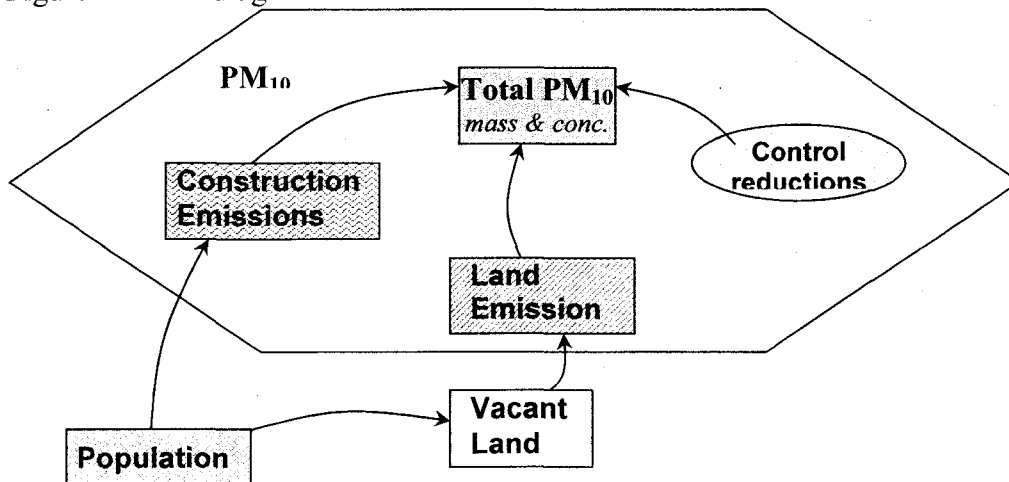 PM₁₀
Total PM₁₀
mass & conc.
Control
reductions
Construction
Emissions
Land
Emission
Vacant
Land
Population